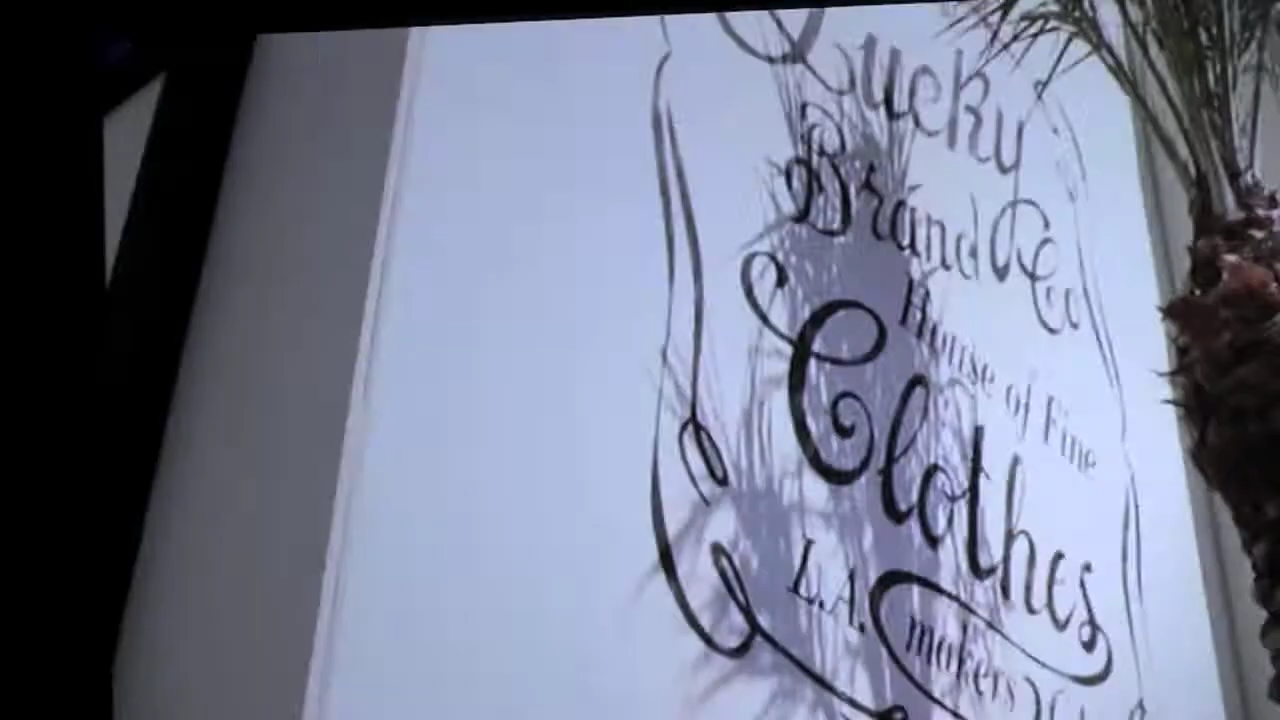 Lucky
Brand Co
House of Fine
Clothes
L.A. makers